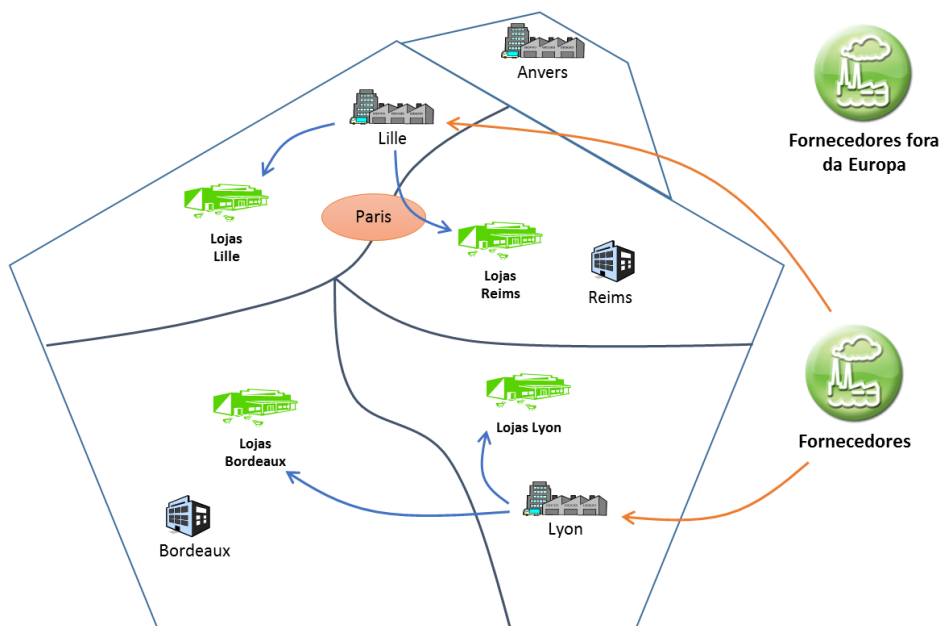 Anvers
Fornecedores fora
da Europa
Lille
Lojas
Lille
Paris
Lojas
Reims
Reims
Lojas
Bordeaux
Lojas Lyon
Fornecedores
Lyon
Bordeaux